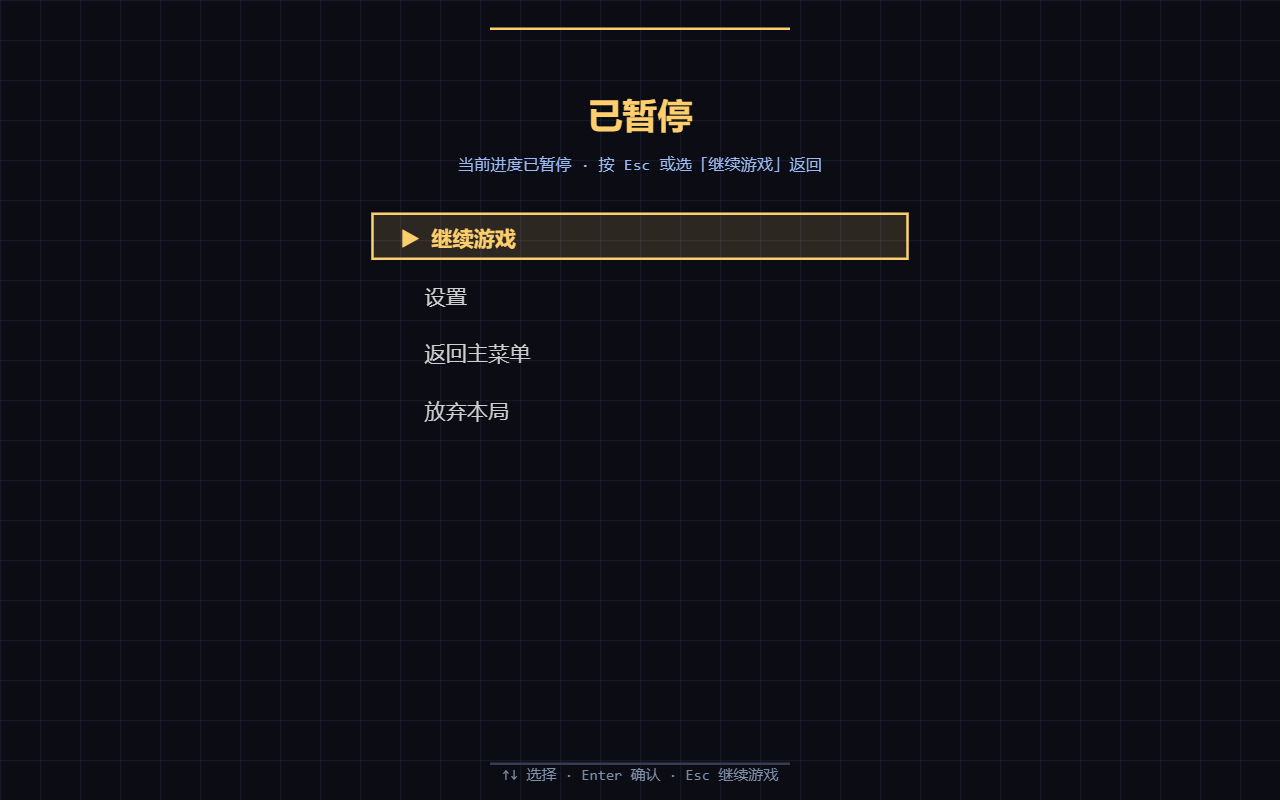 已暂停
当前进度已暂停 · 按 Esc 或选「继续游戏」返回
▶ 继续游戏
设置
返回主菜单
放弃本局
↑↓ 选择 · Enter 确认 · Esc 继续游戏